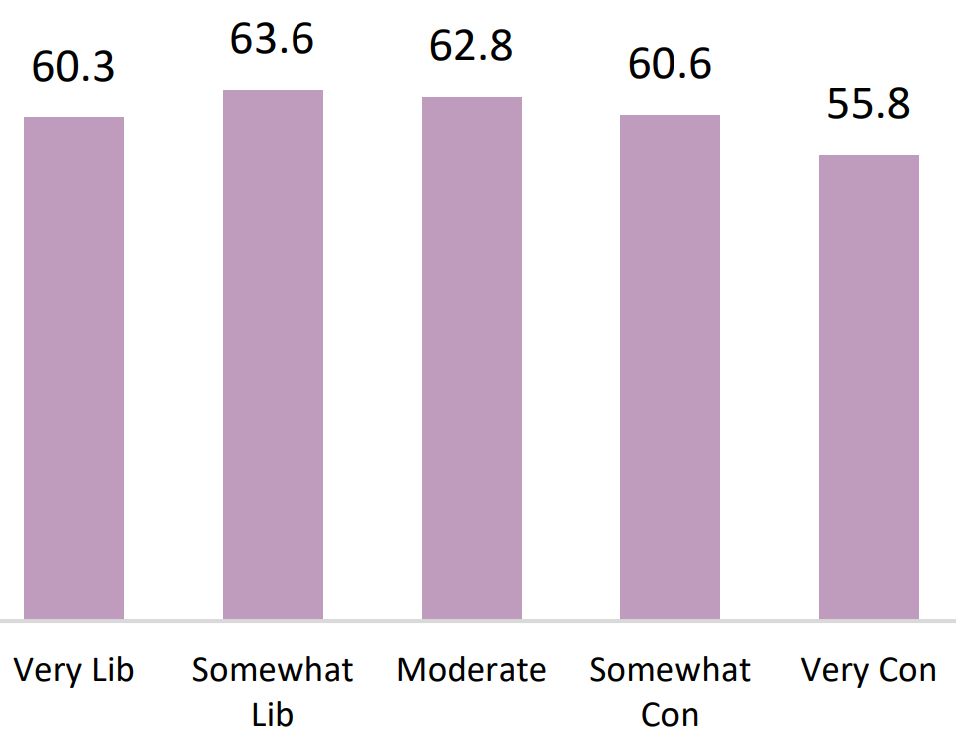 60.3
63.6
62.8
60.6
55.8
Very Lib
Somewhat
Lib
Moderate
Somewhat
Con
Very Con